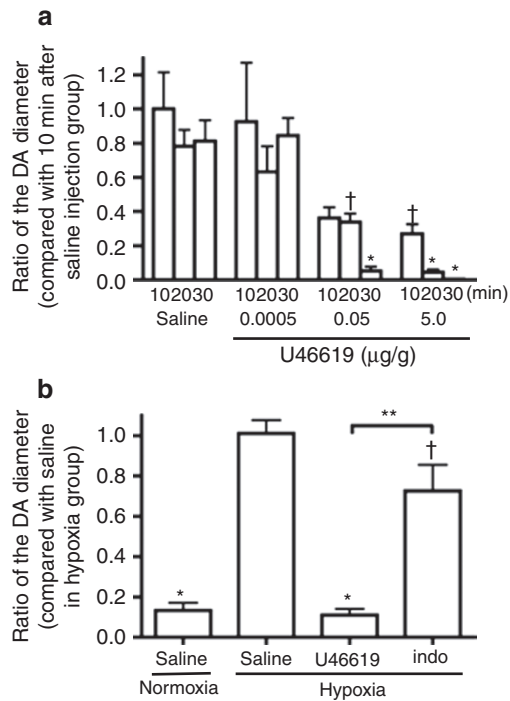 a
Ratio of the DA diameter
(compared with 10 min after
saline injection group)
1.2
1.0
0.8
0.6
0.4
0.2
0.0
†
*
†
*
*
102030 102030 102030 102030 (min)
Saline 0.0005 0.05 5.0
U46619 (μg/g)
b
Ratio of the DA diameter
(compared with saline
in hypoxia group)
1.0
0.8
0.6
0.4
0.2
0.0
**
†
*
*
Saline Saline U46619 indo
Normoxia Hypoxia